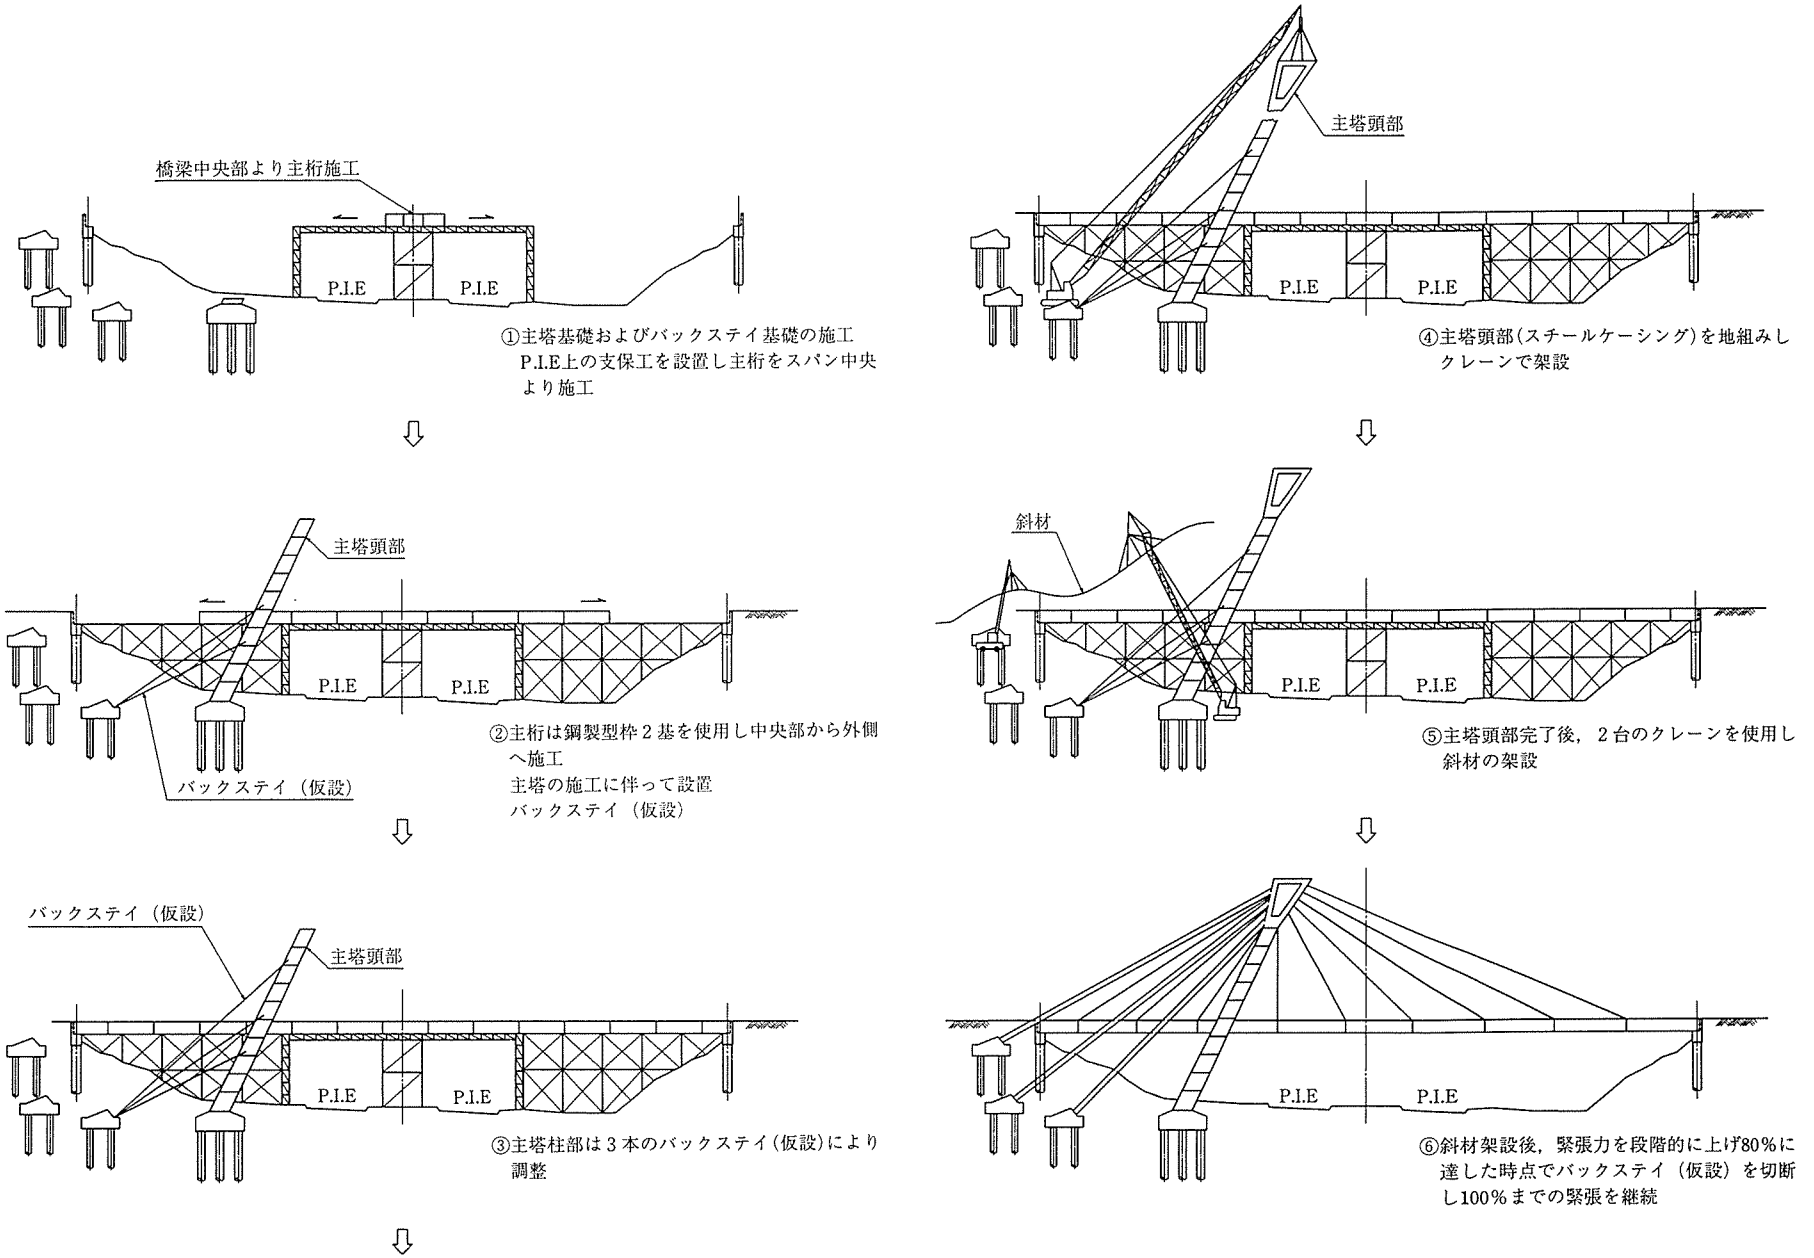 橋梁中央部より主桁施工
P.I.E
P.I.E
①主塔基礎およびバックステイ基礎の施工
P.I.E上の支保工を設置し主桁をスパン中央
より施工
主塔頭部
P.I.E
P.I.E
バックステイ（仮設）
②主桁は鋼製型枠２基を使用し中央部から外側
へ施工
主塔の施工に伴って設置
バックステイ（仮設）
バックステイ（仮設）
主塔頭部
P.I.E
P.I.E
③主塔柱部は３本のバックステイ(仮設)により
調整
主塔頭部
P.I.E
P.I.E
④主塔頭部(スチールケーシング)を地組みし
クレーンで架設
斜材
P.I.E
P.I.E
⑤主塔頭部完了後，２台のクレーンを使用し
斜材の架設
P.I.E
P.I.E
⑥斜材架設後，緊張力を段階的に上げ80％に
達した時点でバックステイ（仮設）を切断
し100％までの緊張を継続